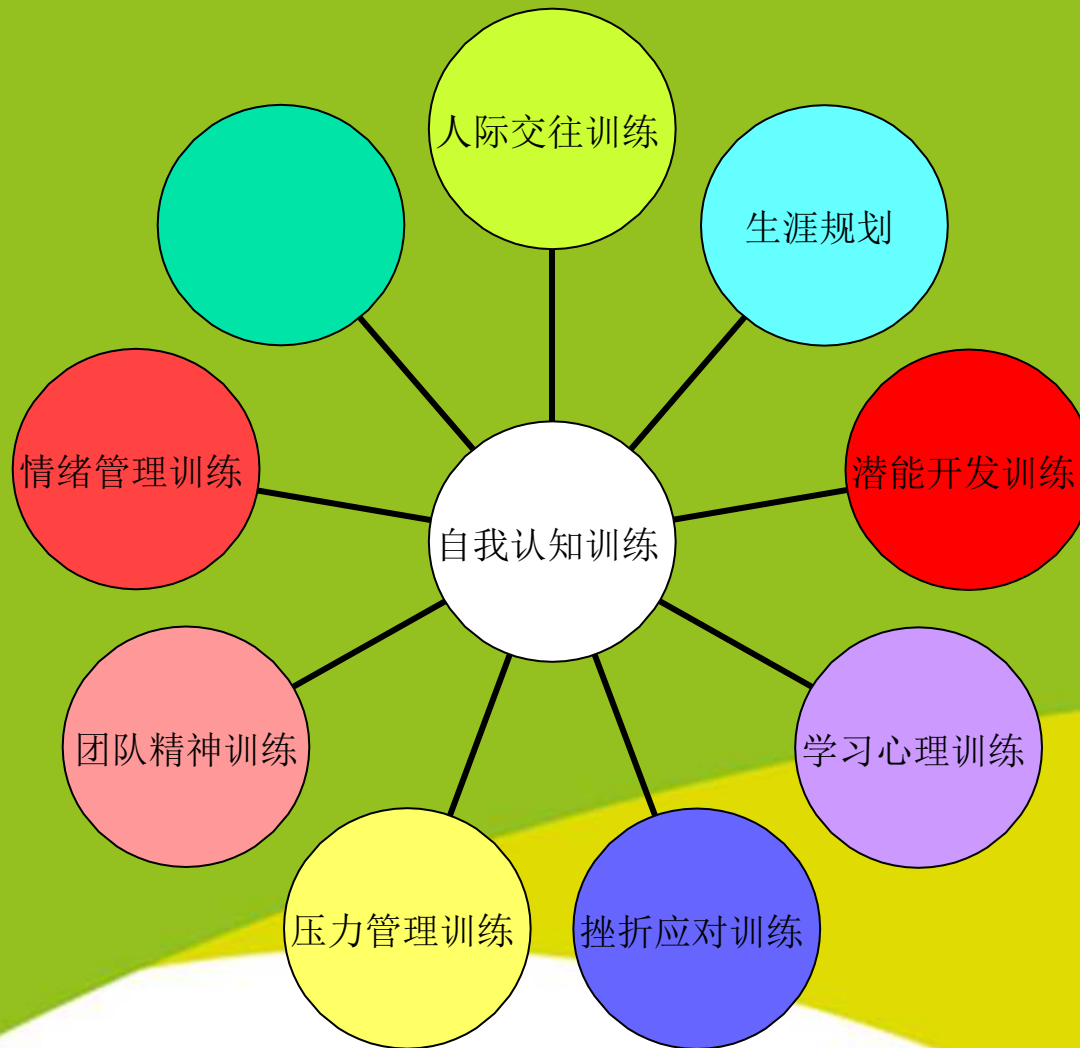 人际交往训练
生涯规划
情绪管理训练
潜能开发训练
自我认知训练
团队精神训练
学习心理训练
压力管理训练
挫折应对训练